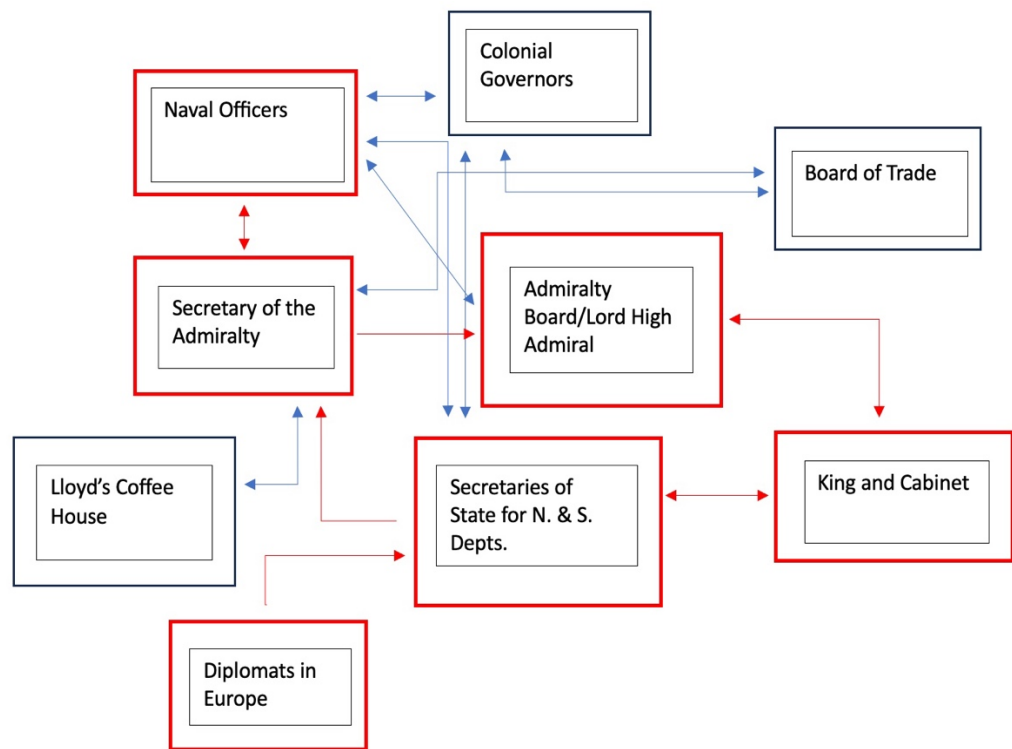 Colonial
Governors
Naval Officers
Board of Trade
Secretary of the
Admiralty
Admiralty
Board/Lord High
Admiral
Lloyd’s Coffee
House
Secretaries of
State for N. & S.
Depts.
King and Cabinet
Diplomats in
Europe